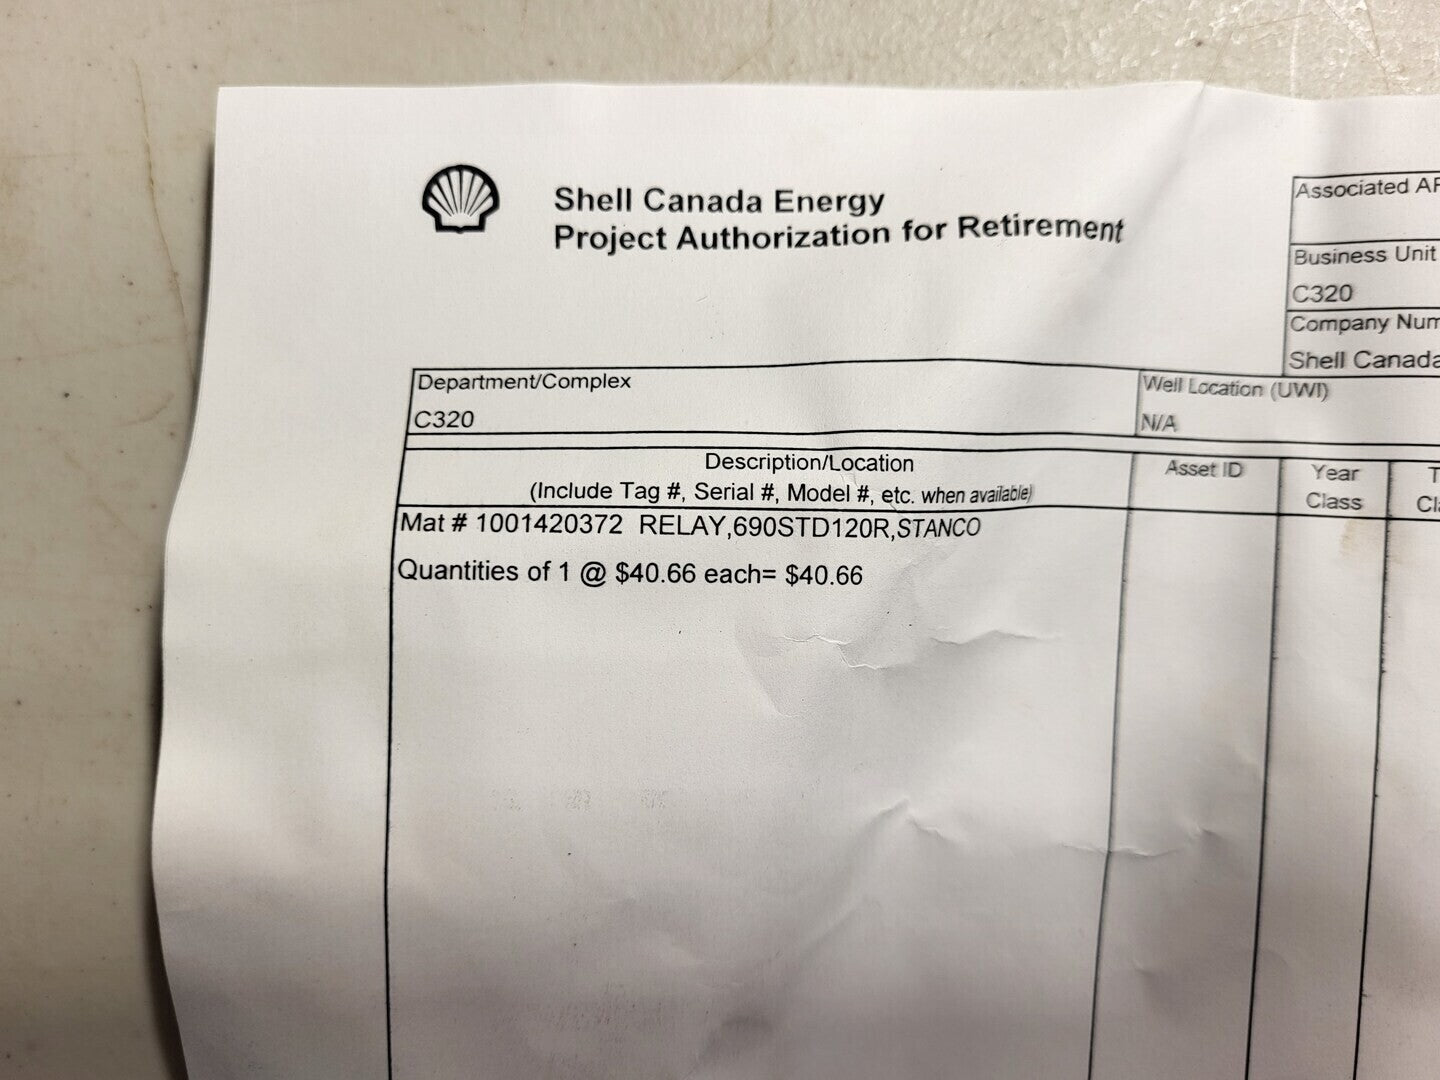 Shell Canada Energy
Project Authorization for Retirement
Associated
Business Unit
C320
Company
Shell Canada
Department/Complex
C320
Well Location (UWI)
N/A
Description/Location
(Include Tag #, Serial #, Model #, etc. when available)
Asset ID
Year
Class
Mat # 1001420372 RELAY,690STD120R,STANCO
Quantities of 1 @ $40.66 each= $40.66